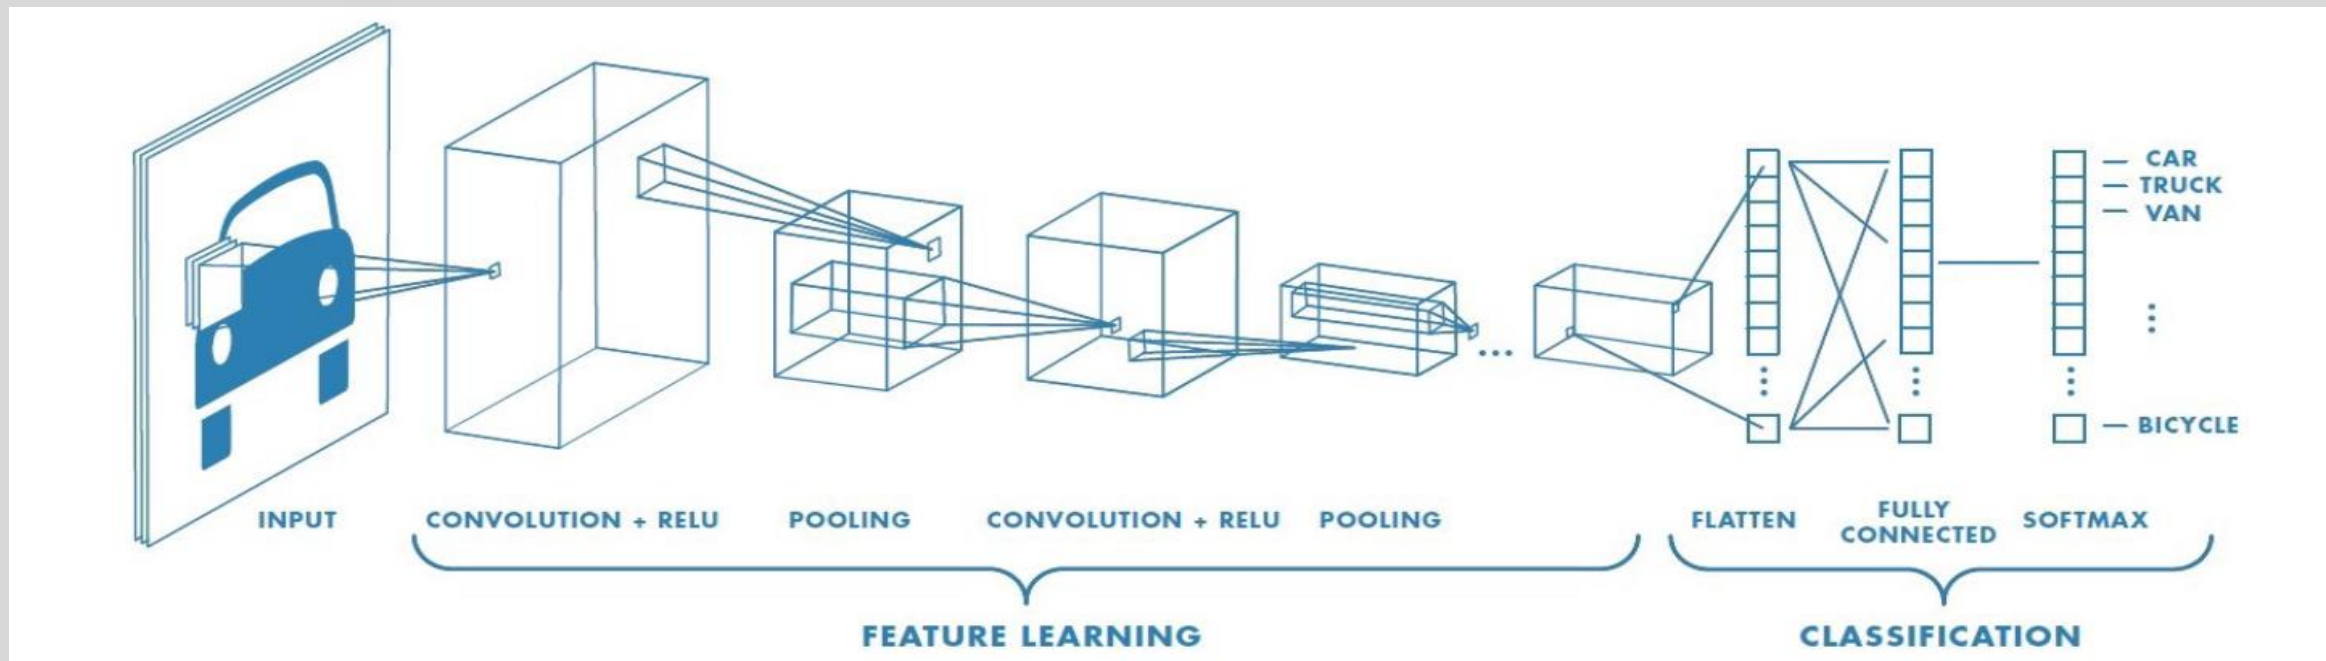 CAR
TRUCK
VAN
BICYCLE
INPUT
CONVOLUTION + RELU
POOLING
CONVOLUTION + RELU
POOLING
FLATTEN
FULLY
CONNECTED
SOFTMAX
FEATURE LEARNING
CLASSIFICATION